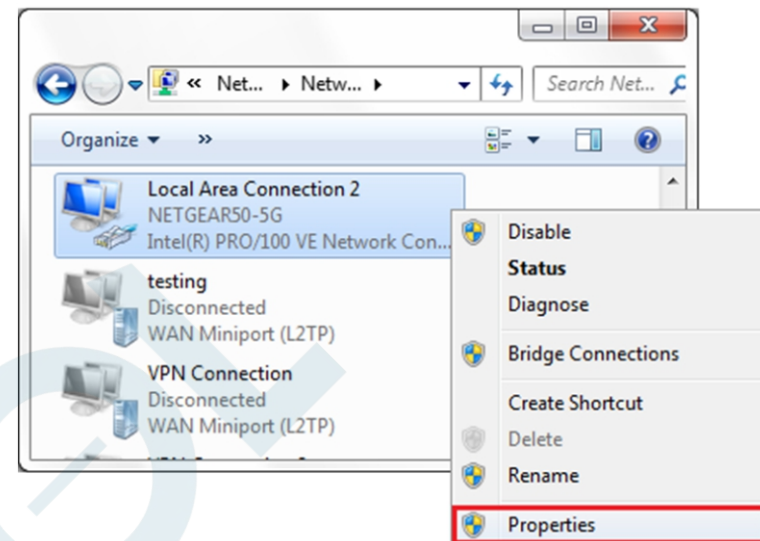 « Net... Netw...
Search Net...
Organize »
Local Area Connection 2
NETGEAR50-5G
Intel(R) PRO/100 VE Network Con...
testing
Disconnected
WAN Miniport (L2TP)
VPN Connection
Disconnected
WAN Miniport (L2TP)
Disable
Status
Diagnose
Bridge Connections
Create Shortcut
Delete
Rename
Properties